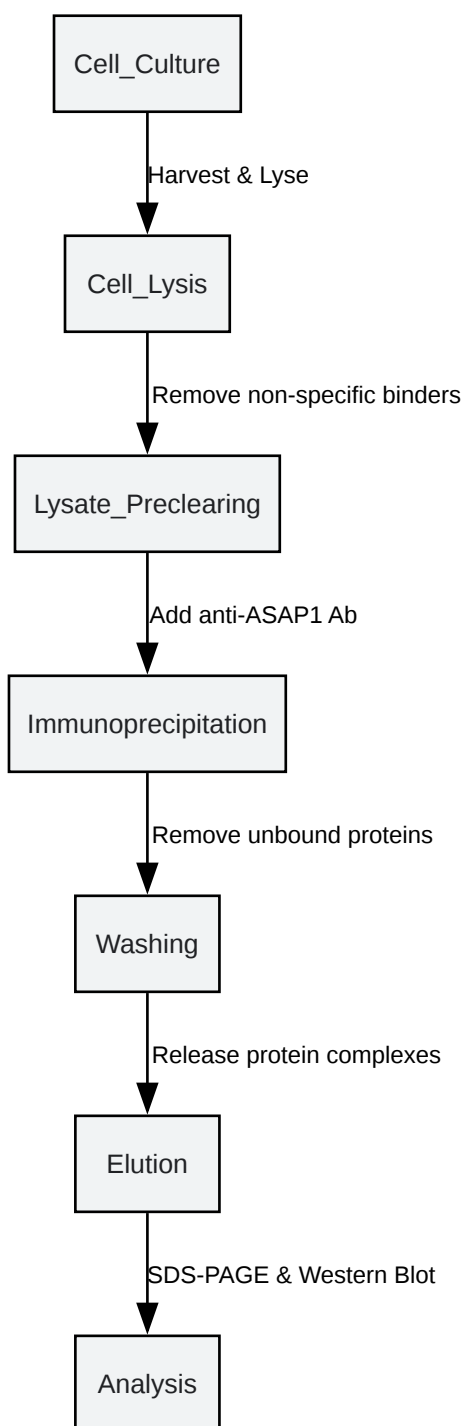 Cell_Culture
Harvest & Lyse
Cell_Lysis
Remove non-specific binders
Lysate_Preclearing
Add anti-ASAP1 Ab
Immunoprecipitation
Remove unbound proteins
Washing
Release protein complexes
Elution
SDS-PAGE & Western Blot
Analysis